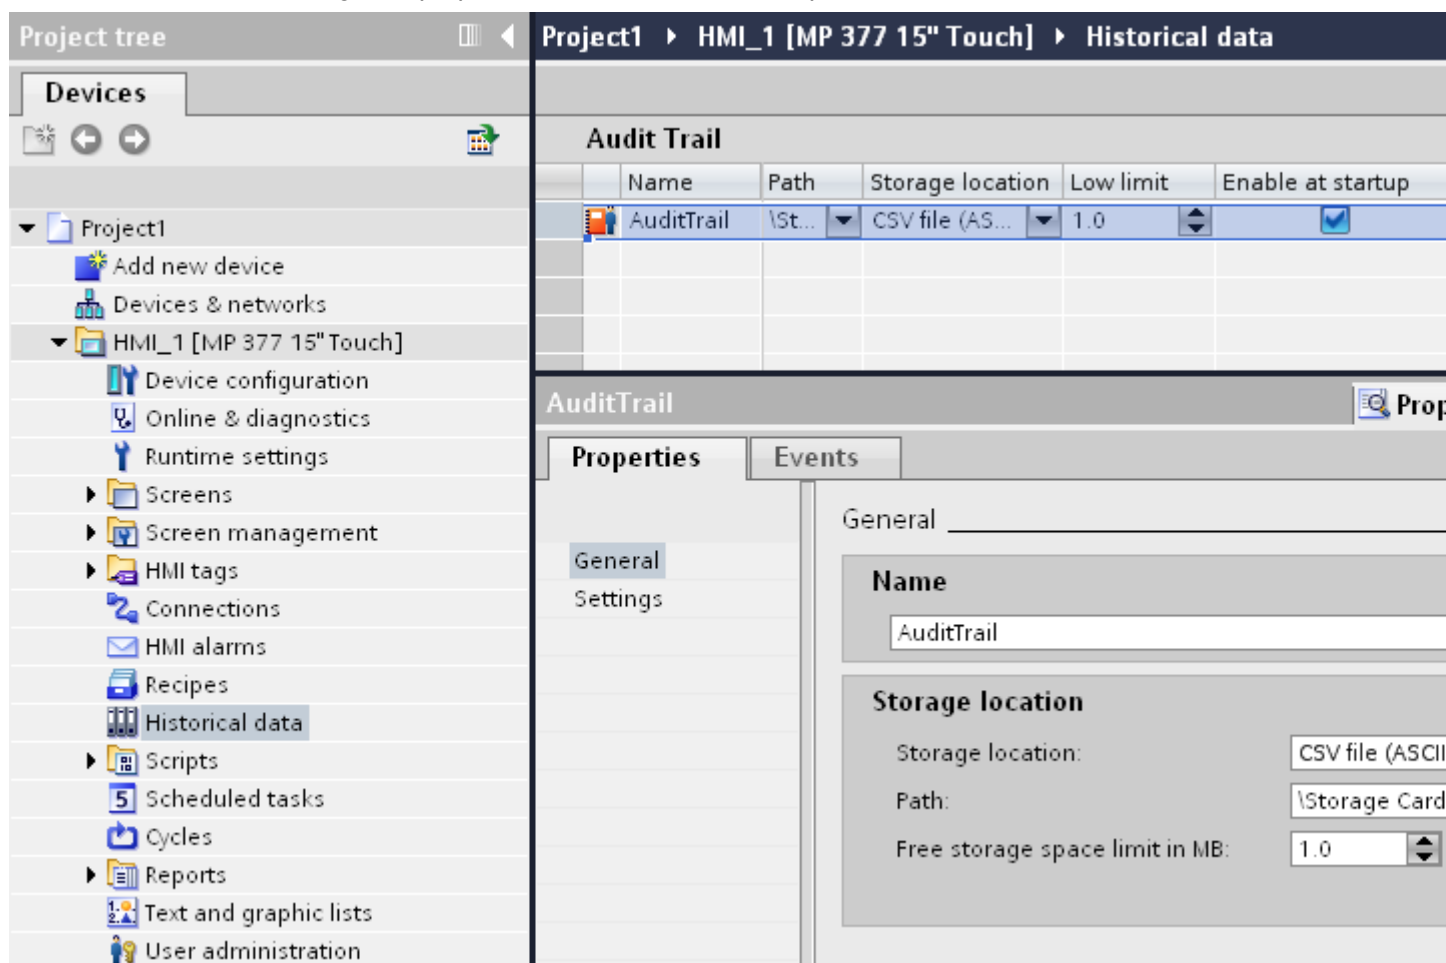 Project tree
Devices
Project1
Add new device
Devices & networks
HMI_1 [MP 377 15" Touch]
Device configuration
Online & diagnostics
Runtime settings
Screens
Screen management
HMI tags
Connections
HMI alarms
Recipes
Historical data
Scripts
Scheduled tasks
Cycles
Reports
Text and graphic lists
User administration
Project1 HMI_1 [MP 377 15" Touch] Historical data
Audit Trail
Name Path Storage location Low limit Enable at startup
AuditTrail \St... CSV file (AS... 1.0
AuditTrail Prop
Properties Events
General
Settings
General
Name
AuditTrail
Storage location
Storage location: CSV file (ASCII
Path: \Storage Card
Free storage space limit in MB: 1.0